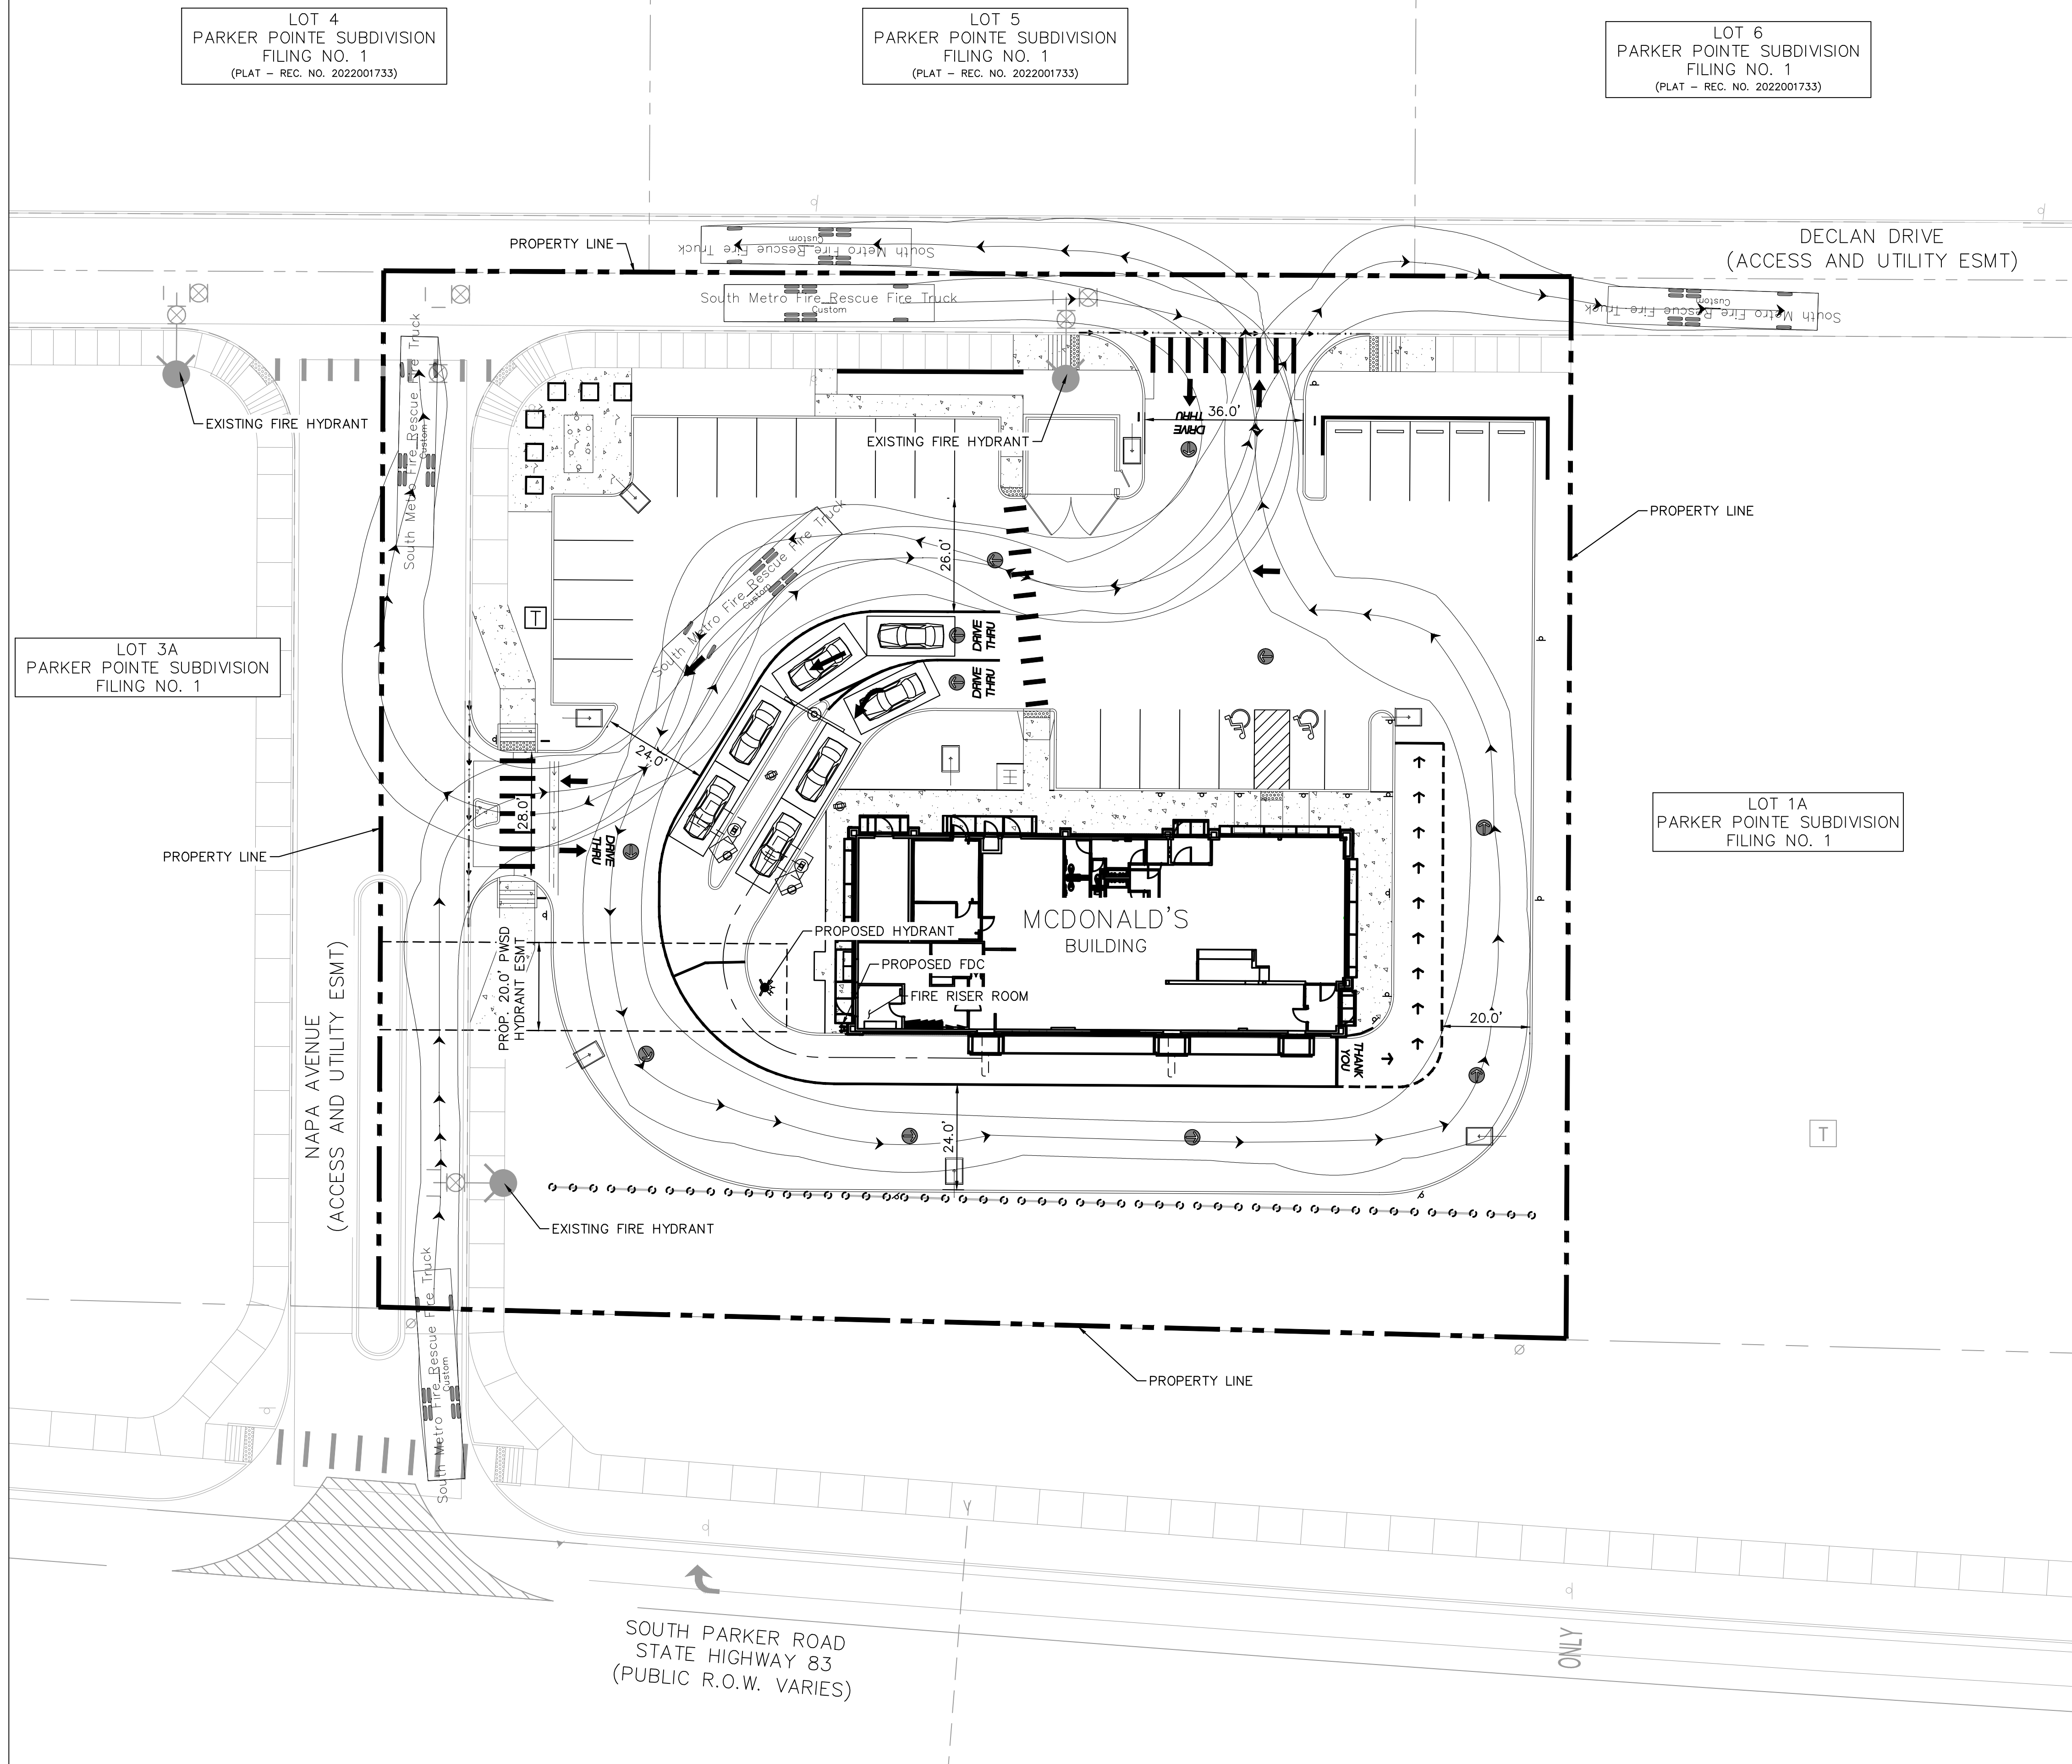 LOT 4
PARKER POINTE SUBDIVISION
FILING NO. 1
(PLAT – REC. NO. 2022001733)
LOT 5
PARKER POINTE SUBDIVISION
FILING NO. 1
(PLAT – REC. NO. 2022001733)
LOT 6
PARKER POINTE SUBDIVISION
FILING NO. 1
(PLAT – REC. NO. 2022001733)
PROPERTY LINE
South Metro Fire Rescue Fire Truck
Custom
DECLAN DRIVE
(ACCESS AND UTILITY ESMT)
South Metro Fire Rescue Fire Truck
Custom
South Metro Fire Rescue Fire Truck
Custom
South Metro Fire Rescue Fire Truck
Custom
EXISTING FIRE HYDRANT
EXISTING FIRE HYDRANT
DRIVE
THRU
36.0'
PROPERTY LINE
26.0'
South Metro Fire Rescue Fire Truck
Custom
T
DRIVE
THRU
DRIVE
THRU
LOT 3A
PARKER POINTE SUBDIVISION
FILING NO. 1
24.0'
H
28.0'
DRIVE
THRU
PROPERTY LINE
LOT 1A
PARKER POINTE SUBDIVISION
FILING NO. 1
MCDONALD'S
BUILDING
PROPOSED HYDRANT
PROPOSED FDC
FIRE RISER ROOM
PROP. 20.0' PWSD
HYDRANT ESMT
20.0'
THANK
YOU
NAPA AVENUE
(ACCESS AND UTILITY ESMT)
24.0'
T
EXISTING FIRE HYDRANT
South Metro Fire Rescue Fire Truck
Custom
PROPERTY LINE
SOUTH PARKER ROAD
STATE HIGHWAY 83
(PUBLIC R.O.W. VARIES)
ONLY